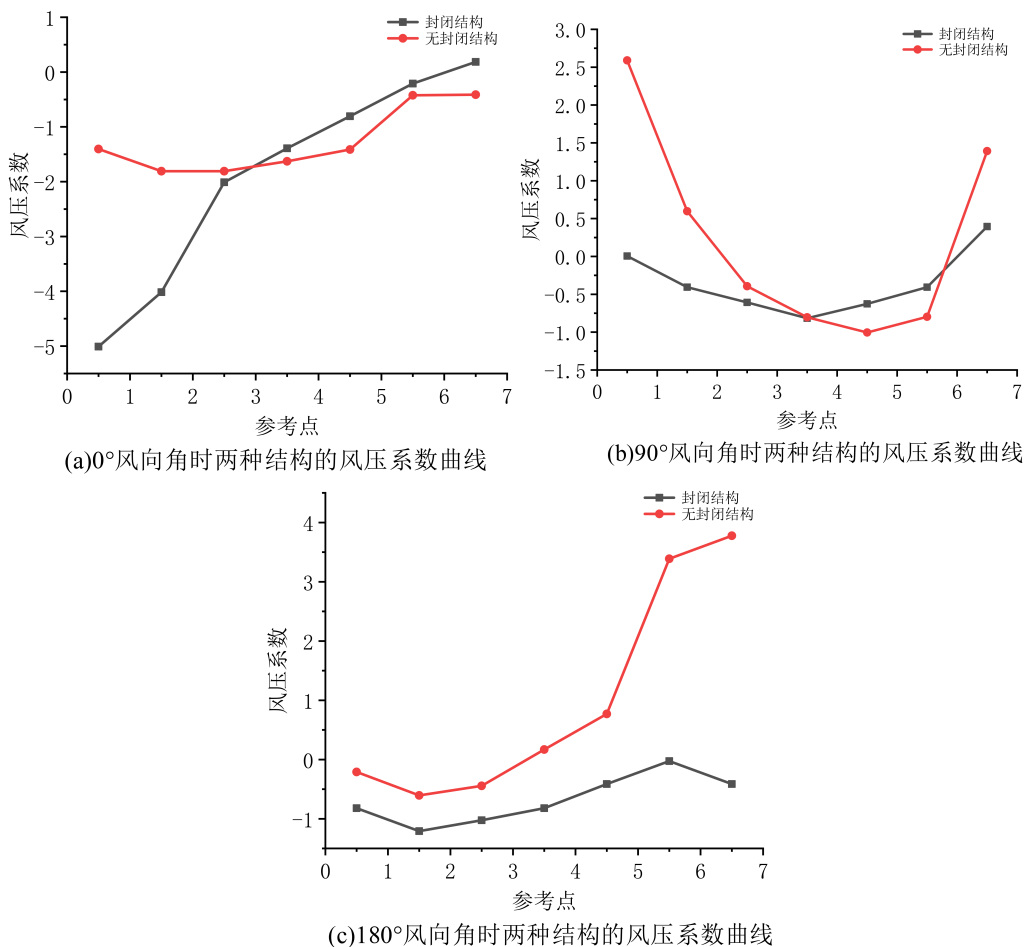 封闭结构
无封闭结构
1
0
−1
−2
−3
−4
−5
风压系数
0 1 2 3 4 5 6 7
参考点
(a)0°风向角时两种结构的风压系数曲线
封闭结构
无封闭结构
3.0
2.5
2.0
1.5
1.0
0.5
0.0
−0.5
−1.0
−1.5
风压系数
0 1 2 3 4 5 6 7
参考点
(b)90°风向角时两种结构的风压系数曲线
封闭结构
无封闭结构
4
3
2
1
0
−1
风压系数
0 1 2 3 4 5 6 7
参考点
(c)180°风向角时两种结构的风压系数曲线